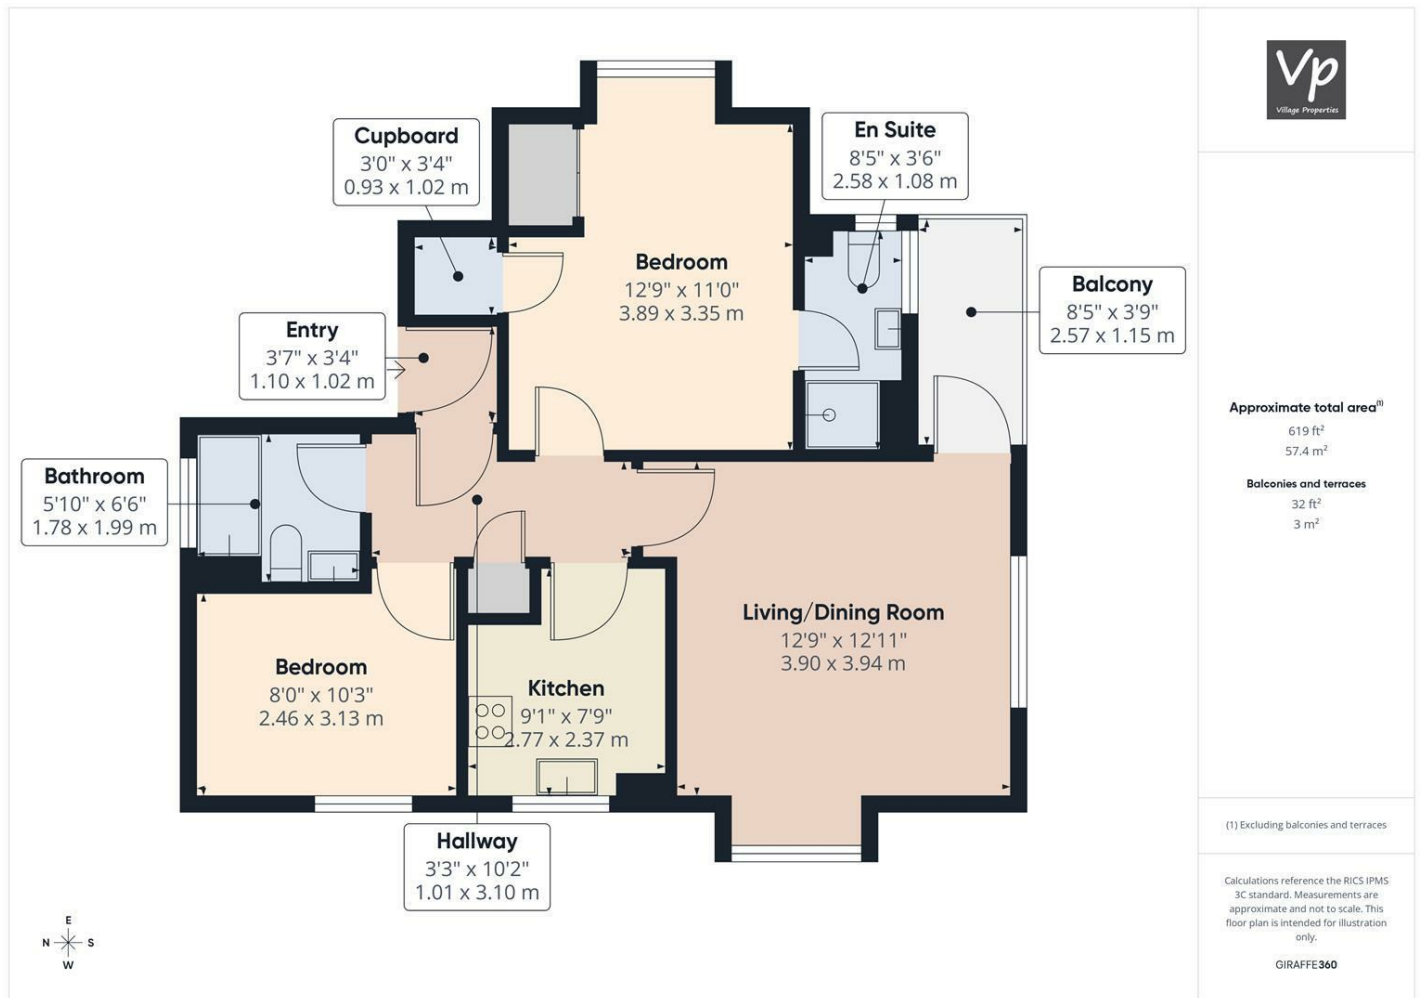 Cupboard
3'0" x 3'4"
0.93 x 1.02 m
En Suite
8'5" x 3'6"
2.58 x 1.08 m
Bedroom
12'9" x 11'0"
3.89 x 3.35 m
Balcony
8'5" x 3'9"
2.57 x 1.15 m
Entry
3'7" x 3'4"
1.10 x 1.02 m
Bathroom
5'10" x 6'6"
1.78 x 1.99 m
Living/Dining Room
12'9" x 12'11"
3.90 x 3.94 m
Bedroom
8'0" x 10'3"
2.46 x 3.13 m
Kitchen
9'1" x 7'9"
2.77 x 2.37 m
Hallway
3'3" x 10'2"
1.01 x 3.10 m
E
N S
W
Vp
Village Properties
Approximate total area(1)
619 ft²
57.4 m²
Balconies and terraces
32 ft²
3 m²
(1) Excluding balconies and terraces
Calculations reference the RICS IPMS
3C standard. Measurements are
approximate and not to scale. This
floor plan is intended for illustration
only.
GIRAFFE360